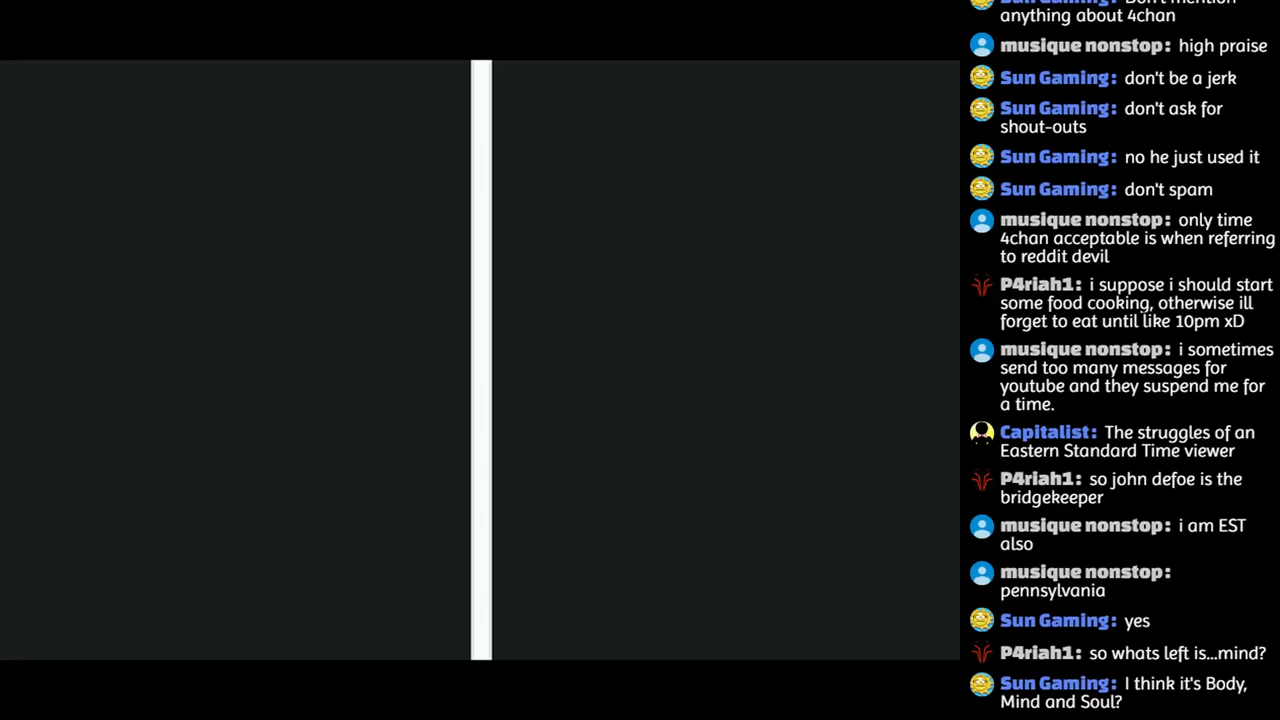 anything about 4chan
musique nonstop: high praise
Sun Gaming: don't be a jerk
Sun Gaming: don't ask for
shout-outs
Sun Gaming: no he just used it
Sun Gaming: don't spam
musique nonstop: only time
4chan acceptable is when referring
to reddit devil
P4riah1: i suppose i should start
some food cooking, otherwise ill
forget to eat until like 10pm xD
musique nonstop: i sometimes
send too many messages for
youtube and they suspend me for
a time.
Capitalist: The struggles of an
Eastern Standard Time viewer
P4riah1: so john defoe is the
bridgekeeper
musique nonstop: i am EST
also
musique nonstop:
pennsylvania
Sun Gaming: yes
P4riah1: so whats left is...mind?
Sun Gaming: I think it's Body,
Mind and Soul?